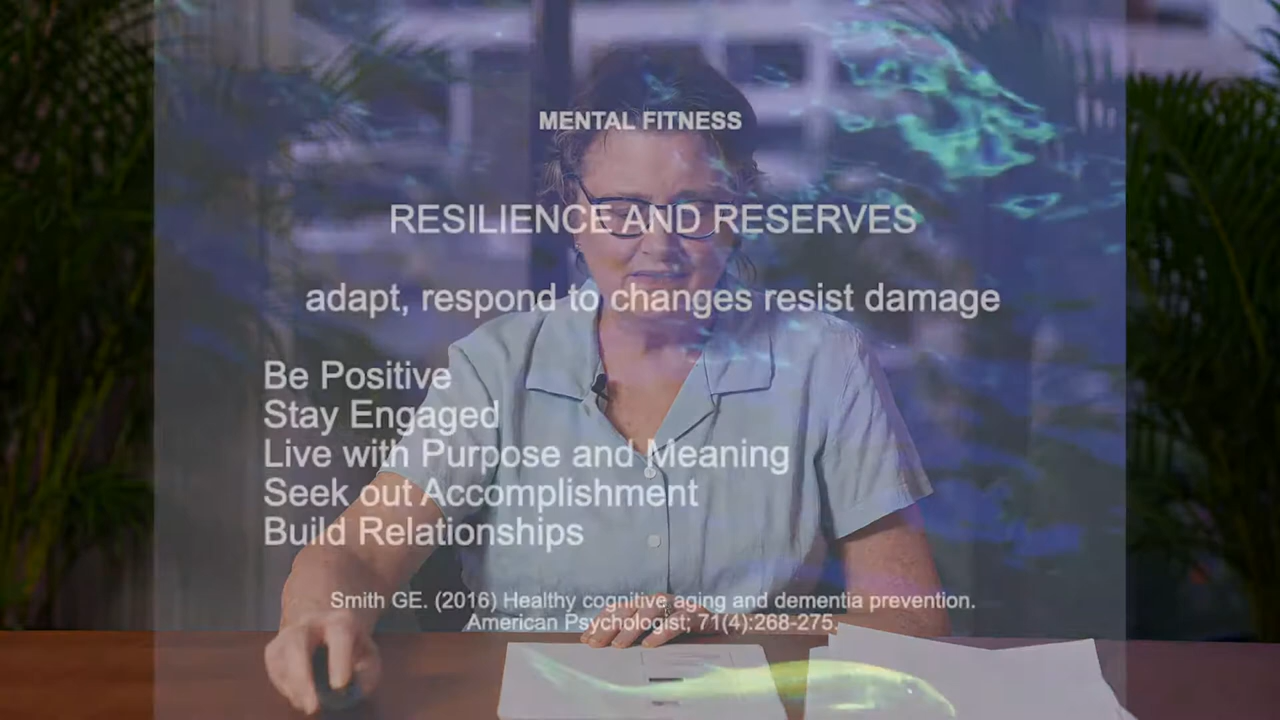 MENTAL FITNESS
RESILIENCE AND RESERVES
adapt, respond to changes resist damage
Be Positive
Stay Engaged
Live with Purpose and Meaning
Seek out Accomplishment
Build Relationships
Smith GE. (2016) Healthy cognitive aging and dementia prevention.
American Psychologist; 71(4):268-275.